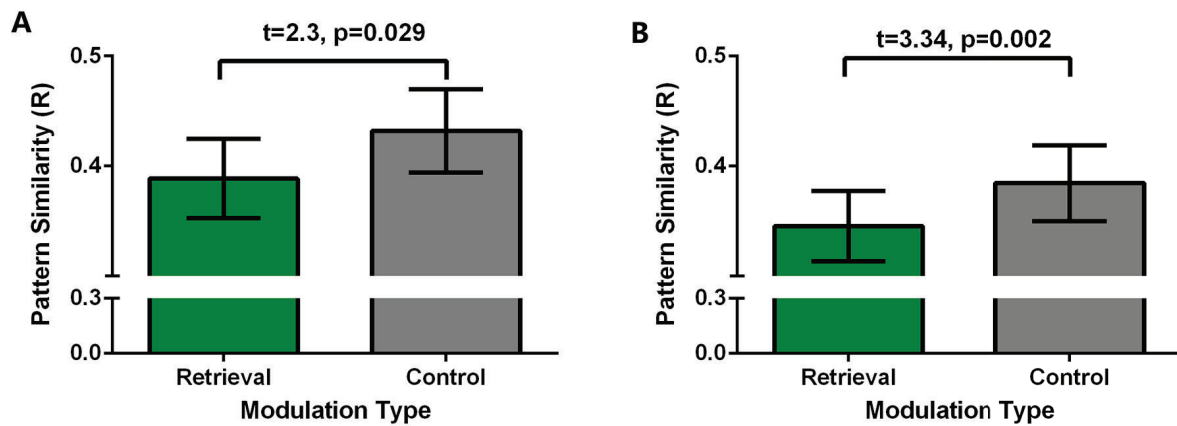 A
t=2.3, p=0.029
Pattern Similarity (R)
0.5
0.4
0.3
0.0
Retrieval
Control
Modulation Type
B
t=3.34, p=0.002
Pattern Similarity (R)
0.5
0.4
0.3
0.0
Retrieval
Control
Modulation Type